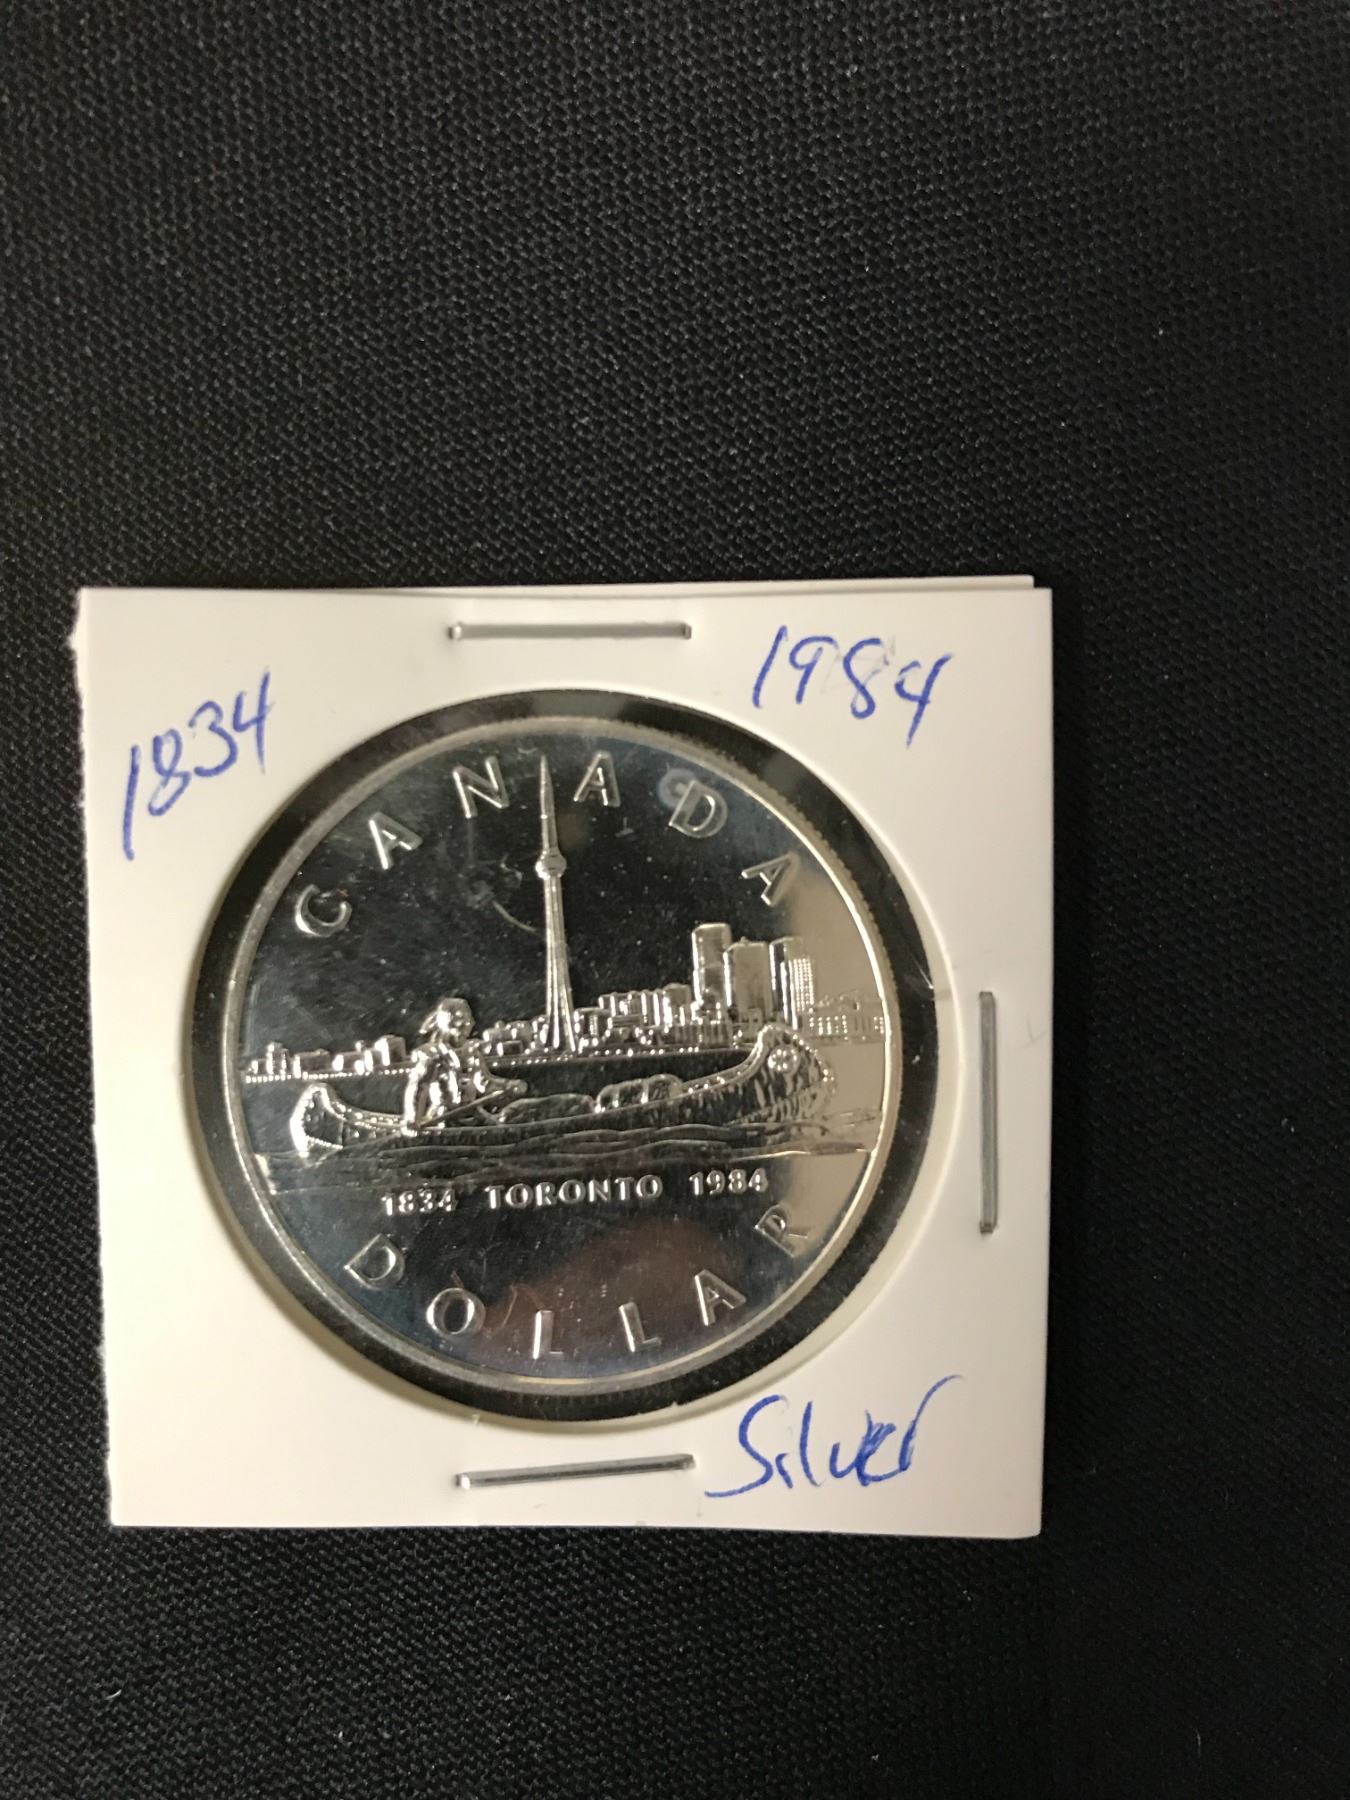 1834
1984
CANADA
1834 TORONTO 1984
DOLLAR
Silver